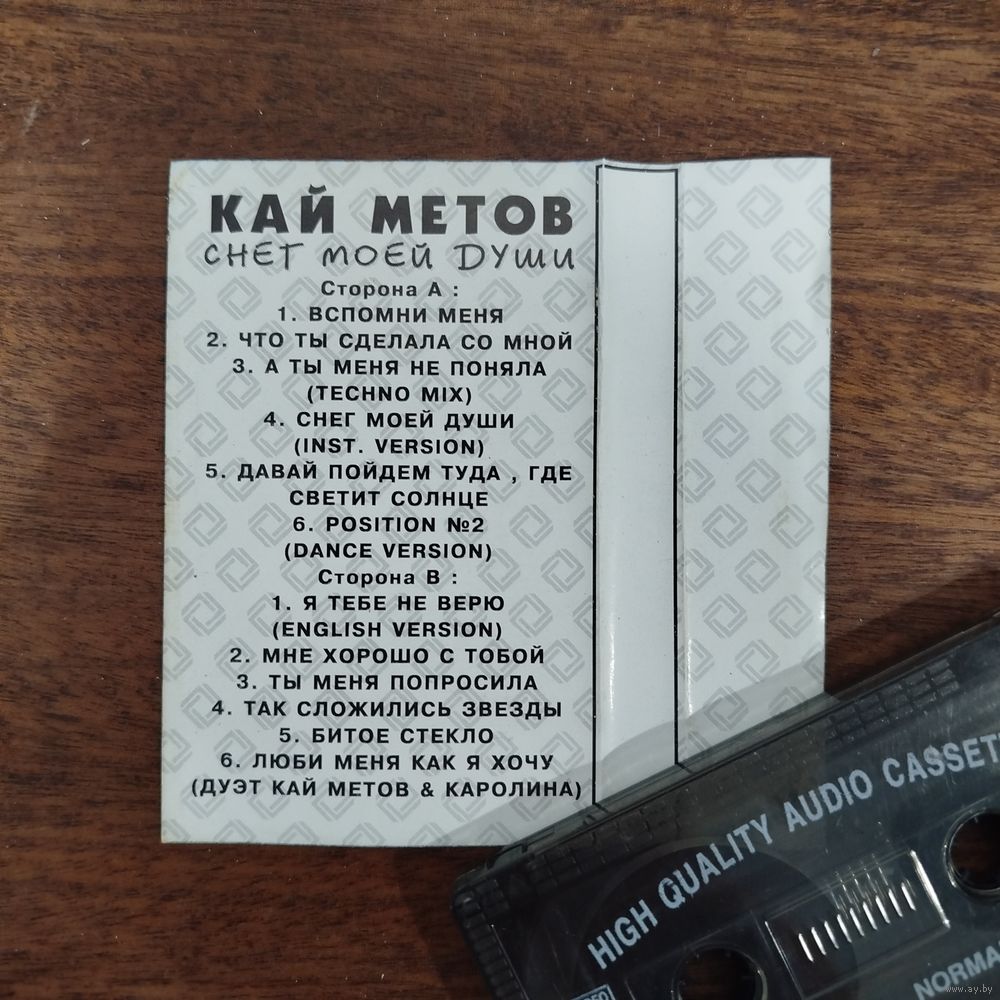 КАЙ МЕТОВ
СНЕГ МОЕЙ ДУШИ
Сторона А :
1. ВСПОМНИ МЕНЯ
2. ЧТО ТЫ СДЕЛАЛА СО МНОЙ
3. А ТЫ МЕНЯ НЕ ПОНЯЛА
(TECHNO MIX)
4. СНЕГ МОЕЙ ДУШИ
(INST. VERSION)
5. ДАВАЙ ПОЙДЕМ ТУДА , ГДЕ
СВЕТИТ СОЛНЦЕ
6. POSITION №2
(DANCE VERSION)
Сторона В :
1. Я ТЕБЕ НЕ ВЕРЮ
(ENGLISH VERSION)
2. МНЕ ХОРОШО С ТОБОЙ
3. ТЫ МЕНЯ ПОПРОСИЛА
4. ТАК СЛОЖИЛИСЬ ЗВЕЗДЫ
5. БИТОЕ СТЕКЛО
6. ЛЮБИ МЕНЯ КАК Я ХОЧУ
(ДУЭТ КАЙ МЕТОВ & КАРОЛИНА)
HIGH QUALITY AUDIO CASSET
NORMA
www.ay.by